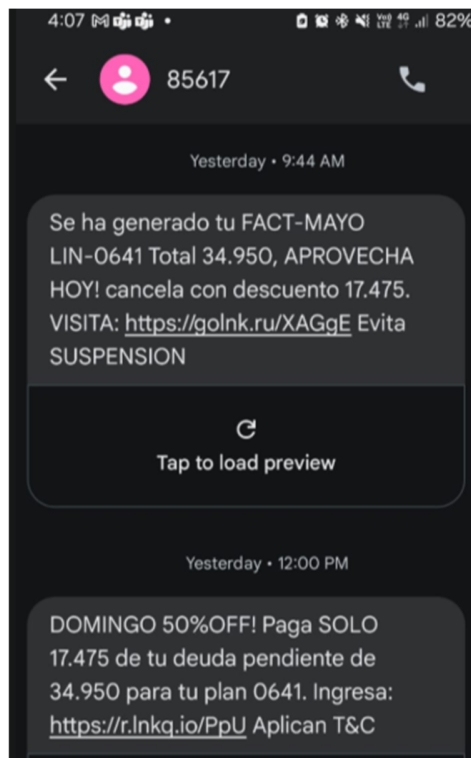 4:07
82%
85617
Yesterday • 9:44 AM
Se ha generado tu FACT-MAYO
LIN-0641 Total 34.950, APROVECHA
HOY! cancela con descuento 17.475.
VISITA: https://golnk.ru/XAGgE Evita
SUSPENSION
Tap to load preview
Yesterday • 12:00 PM
DOMINGO 50%OFF! Paga SOLO
17.475 de tu deuda pendiente de
34.950 para tu plan 0641. Ingresa:
https://r.lnkq.io/PpU Aplican T&C